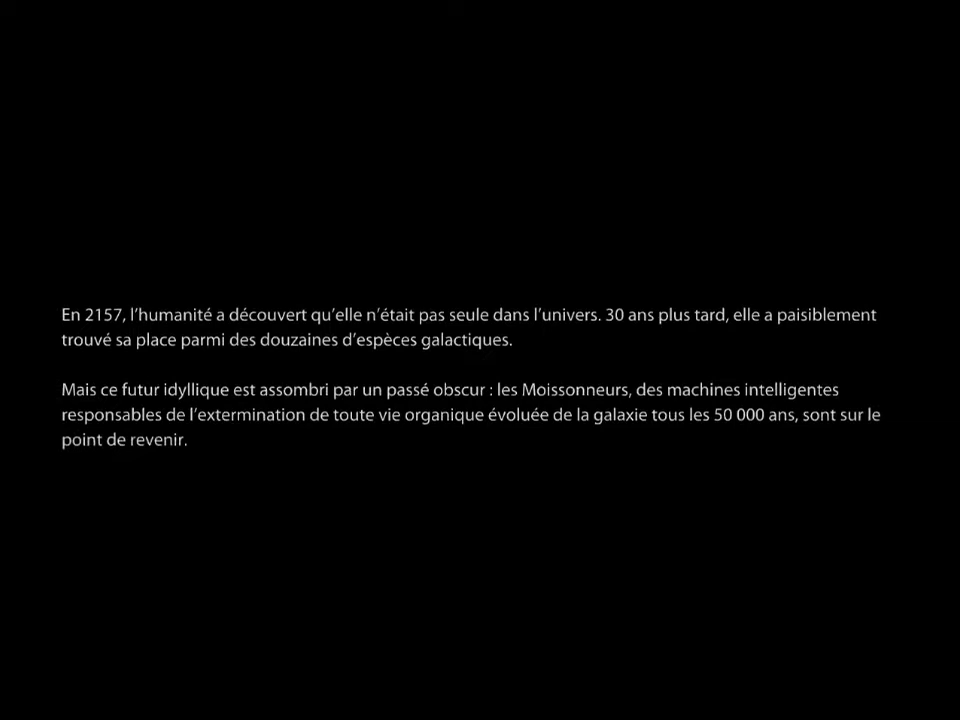 En 2157, l’humanité a découvert qu’elle n’était pas seule dans l’univers. 30 ans plus tard, elle a paisiblement
trouvé sa place parmi des douzaines d’espèces galactiques.
Mais ce futur idyllique est assombri par un passé obscur : les Moissonneurs, des machines intelligentes
responsables de l’extermination de toute vie organique évoluée de la galaxie tous les 50 000 ans, sont sur le
point de revenir.